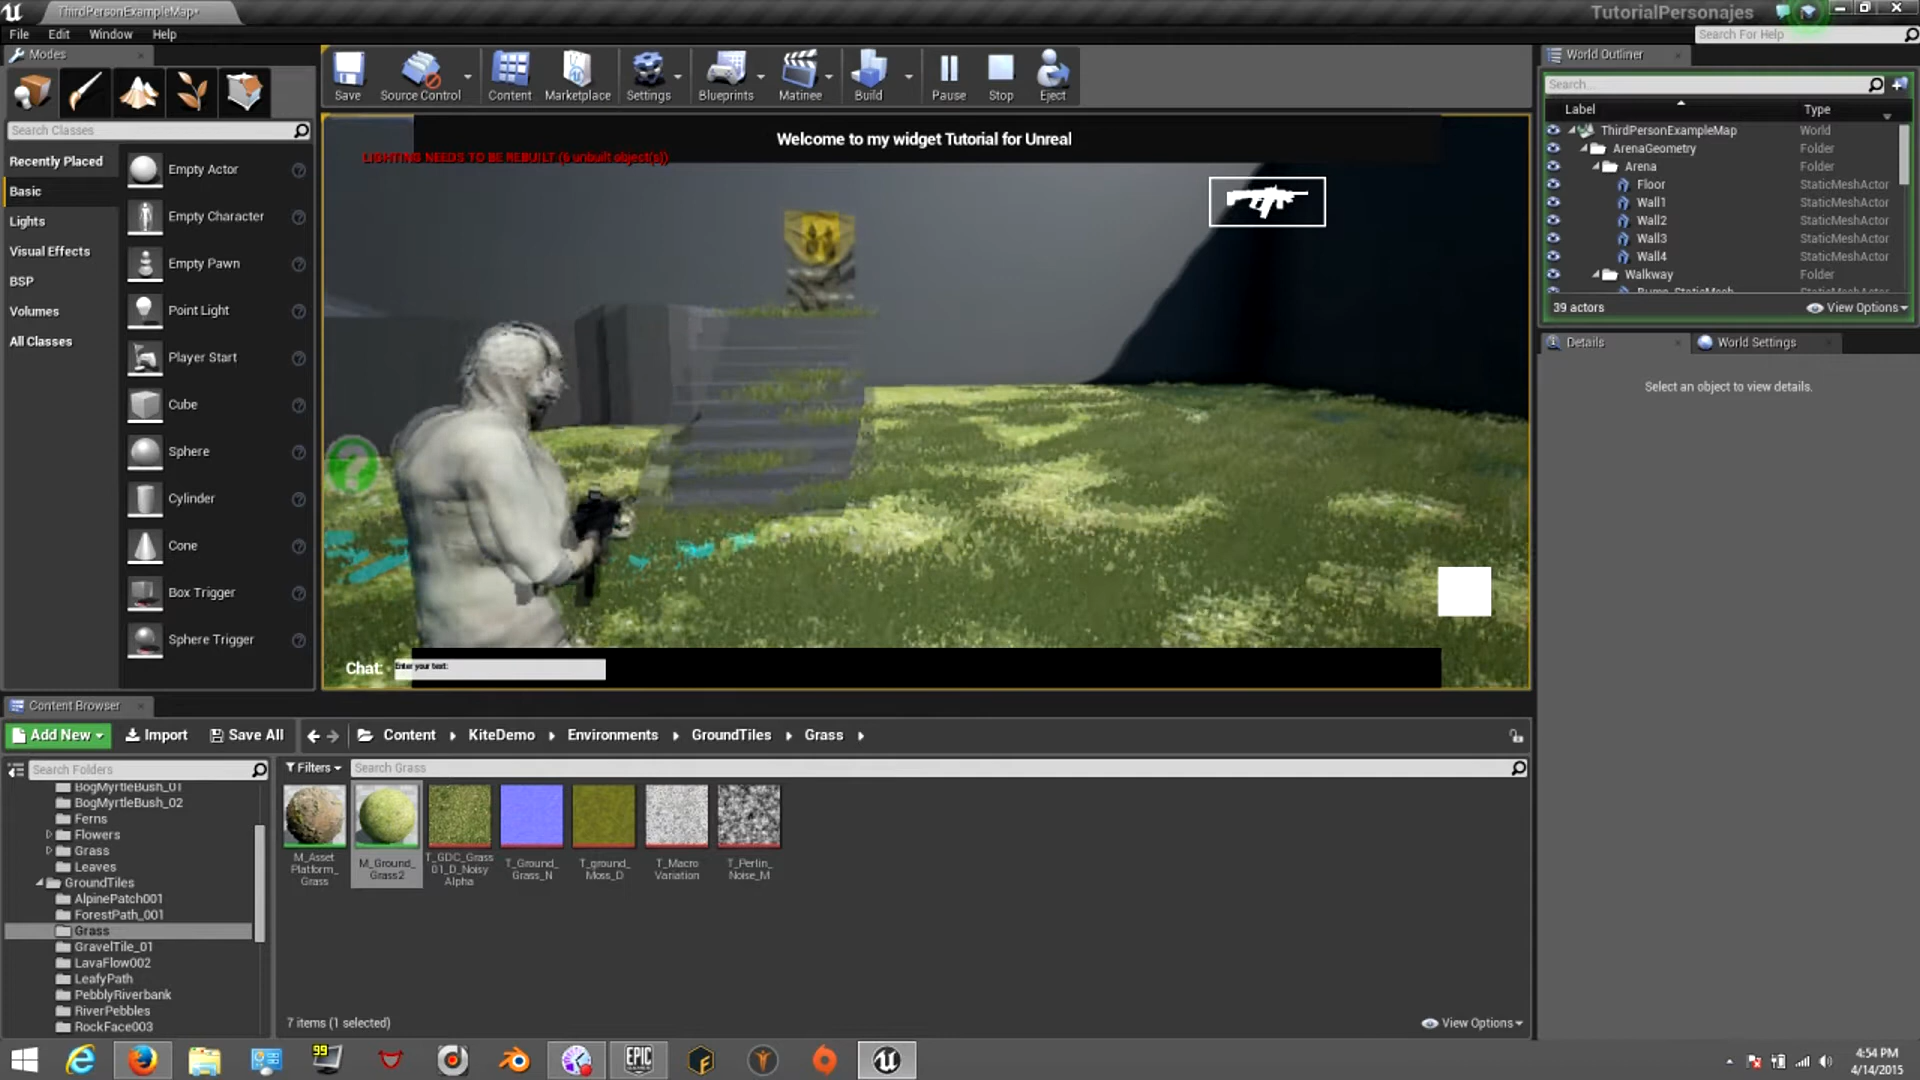 ThirdPersonExampleMap*
TutorialPersonajes
File Edit Window Help
Search For Help
Modes
Save
Source Control
Content
Marketplace
Settings
Blueprints
Matinee
Build
Pause
Stop
Eject
World Outliner
Search...
Label Type
ThirdPersonExampleMap World
ArenaGeometry Folder
Arena Folder
Floor StaticMeshActor
Wall1 StaticMeshActor
Wall2 StaticMeshActor
Wall3 StaticMeshActor
Wall4 StaticMeshActor
Walkway Folder
39 actors
View Options
Details
World Settings
Select an object to view details.
Search Classes
Recently Placed
Basic
Lights
Visual Effects
BSP
Volumes
All Classes
Empty Actor
Empty Character
Empty Pawn
Point Light
Player Start
Cube
Sphere
Cylinder
Cone
Box Trigger
Sphere Trigger
Welcome to my widget Tutorial for Unreal
LIGHTING NEEDS TO BE REBUILT (6 unbuilt object(s))
Chat:
Enter your text:
Content Browser
Add New
Import
Save All
Content
KiteDemo
Environments
GroundTiles
Grass
Search Folders
BogMyrtleBush_01
BogMyrtleBush_02
Ferns
Flowers
Grass
Leaves
GroundTiles
AlpinePatch001
ForestPath_001
Grass
GravelTile_01
LavaFlow002
LeafyPath
PebblyRiverbank
RiverPebbles
RockFace003
Filters
Search Grass
M_Asset
Platform_
Grass
M_Ground_
Grass2
T_GDC_Grass
01_D_Noisy
Alpha
T_Ground_
Grass_N
T_ground_
Moss_D
T_Macro
Variation
T_Perlin_
Noise_M
7 items (1 selected)
View Options
99
EPIC
GAMES
4:54 PM
4/14/2015